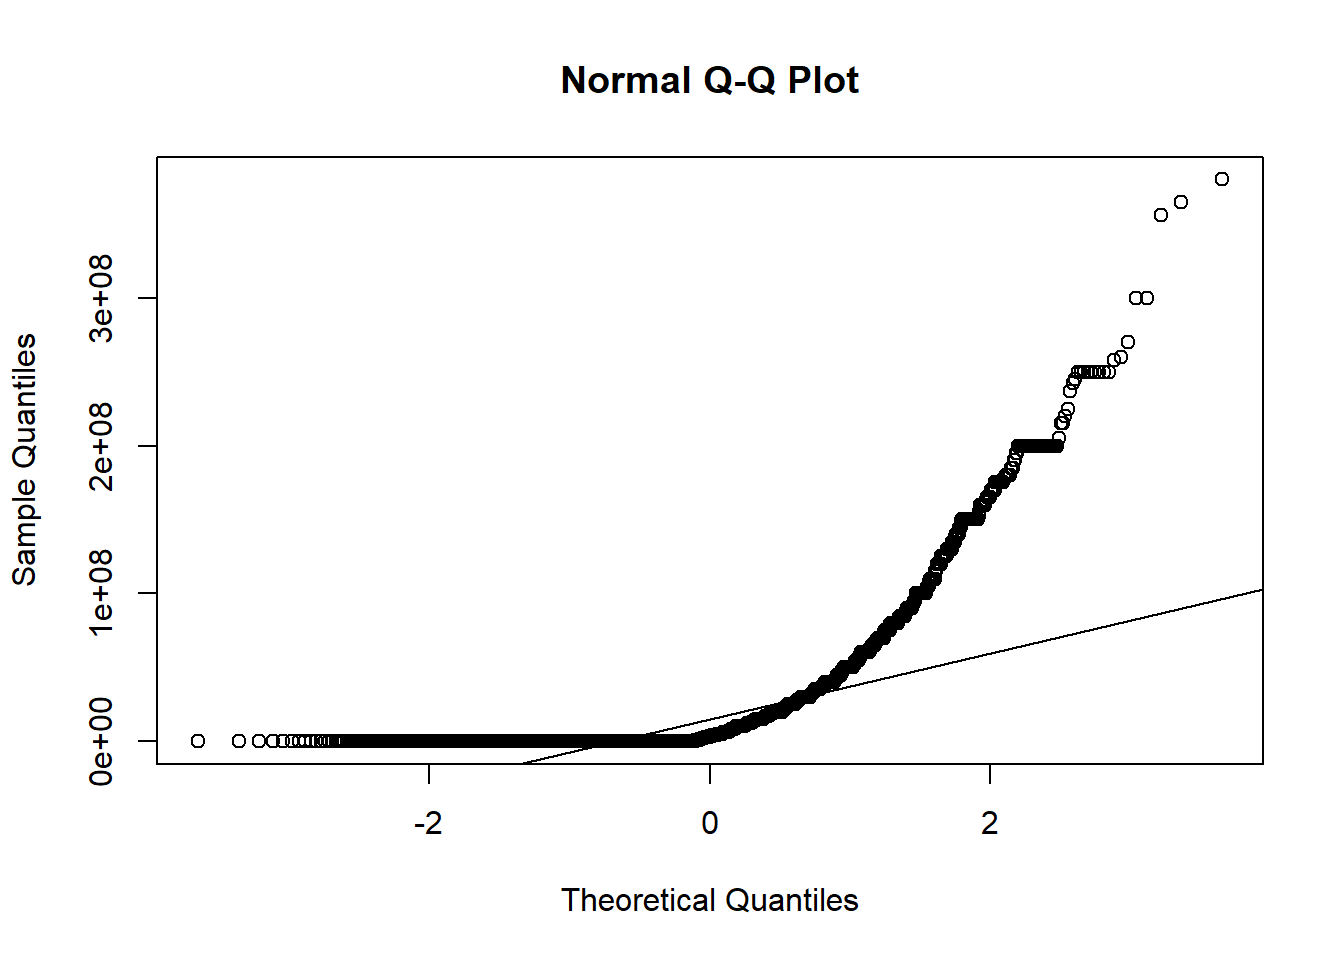 Normal Q-Q Plot
Sample Quantiles
3e+08
2e+08
1e+08
0e+00
-2 0 2
Theoretical Quantiles